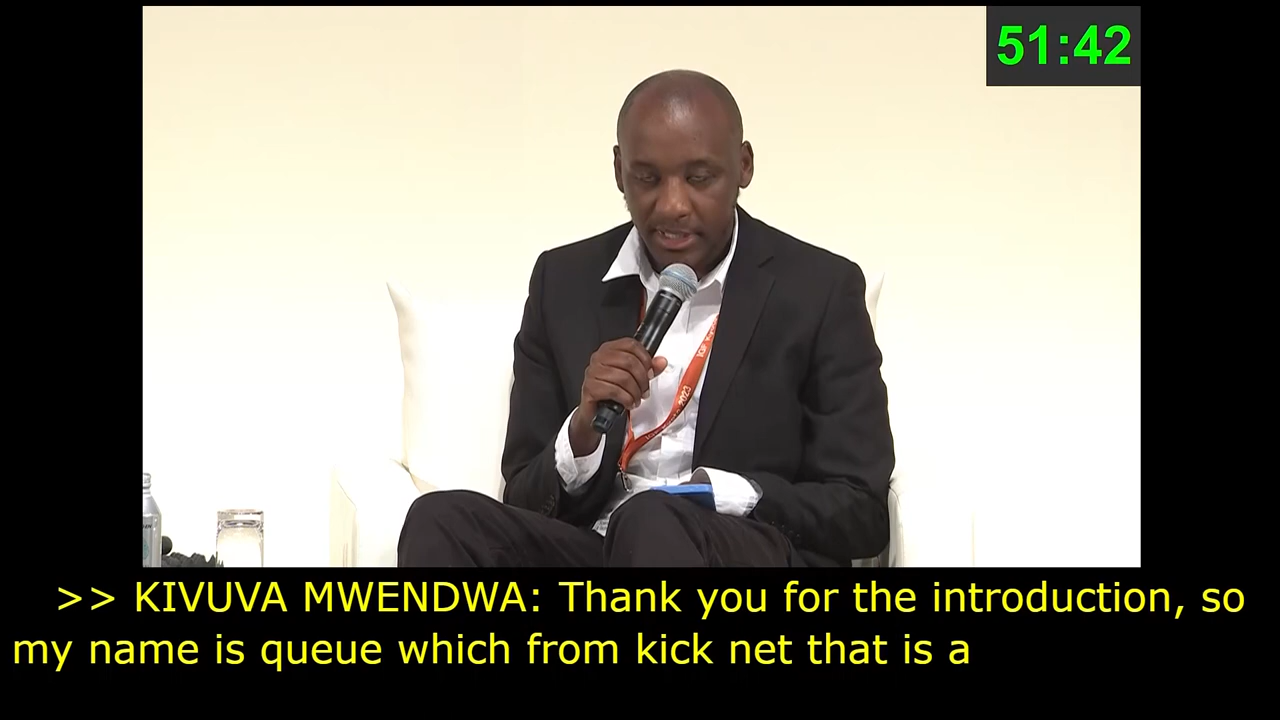 51:42
>> KIVUVA MWENDWA: Thank you for the introduction, so
my name is queue which from kick net that is a
2023